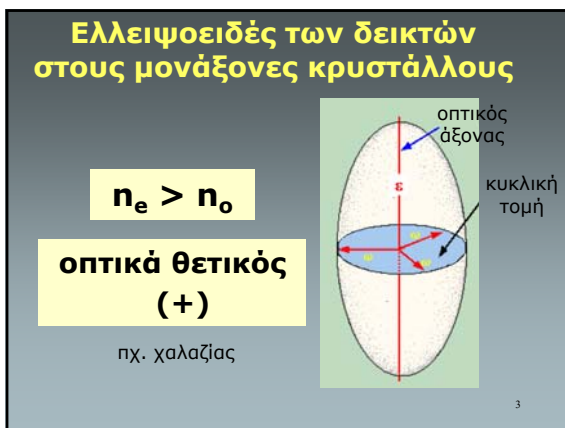 Ελλειψοειδές των δεικτών
στους μονάξονες κρυστάλλους
οπτικός
άξονας
ε
κυκλική
τομή
ω
ω
ω
n_e > n_o
οπτικά θετικός
(+)
πχ. χαλαζίας
3